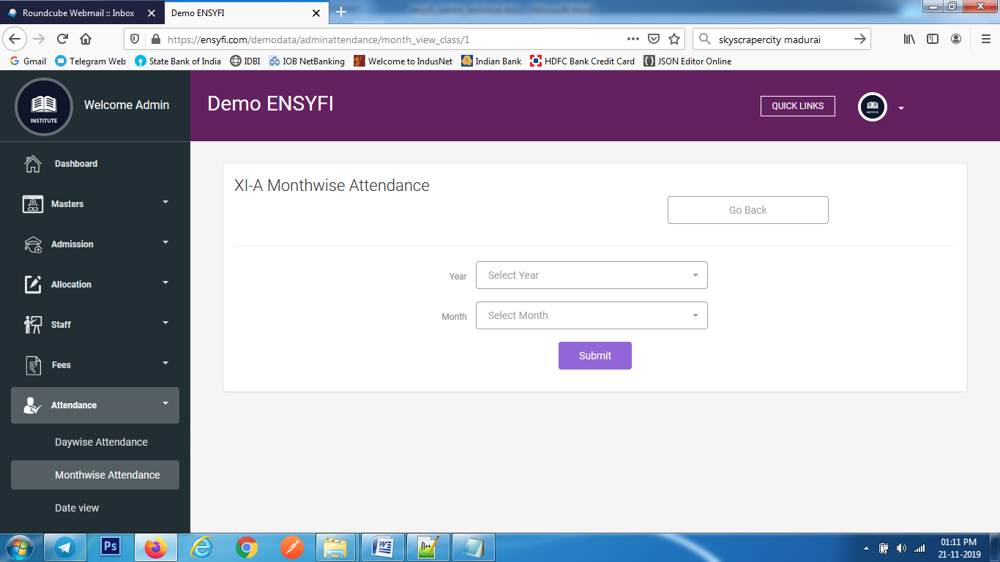 Roundcube Webmail :: Inbox
Demo ENSYFI
https://ensyfi.com/demodata/adminattendance/month_view_class/1
skyscrapercity madurai
Gmail
Telegram Web
State Bank of India
IDBI
IOB NetBanking
Welcome to IndusNet
Indian Bank
HDFC Bank Credit Card
JSON Editor Online
INSTITUTE
Welcome Admin
Demo ENSYFI
QUICK LINKS
INSTITUTE
Dashboard
Masters
Admission
Allocation
Staff
Fees
Attendance
Daywise Attendance
Monthwise Attendance
Date view
XI-A Monthwise Attendance
Go Back
Year
Select Year
Month
Select Month
Submit
Ps
W
n++
01:11 PM
21-11-2019